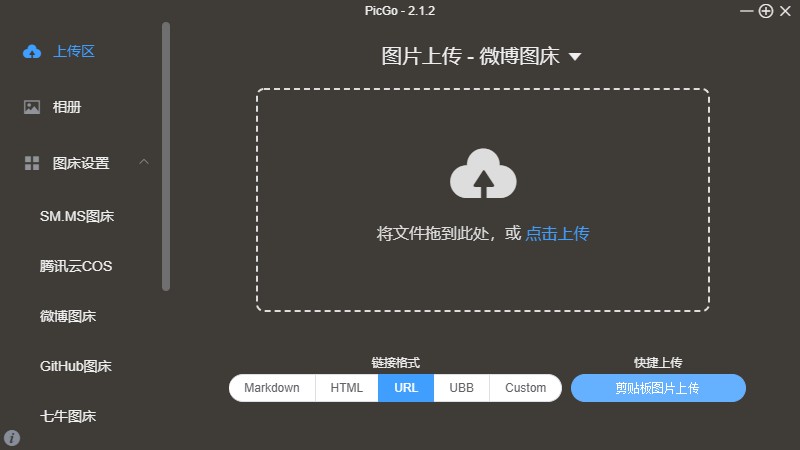 PicGo - 2.1.2
上传区
相册
图床设置
SM.MS图床
腾讯云COS
微博图床
GitHub图床
七牛图床
图片上传 - 微博图床
将文件拖到此处，或 点击上传
链接格式
Markdown HTML URL UBB Custom
快捷上传
剪贴板图片上传
i